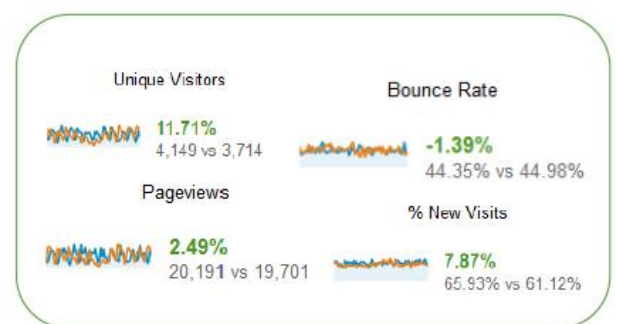 Unique Visitors
11.71%
4,149 vs 3,714
Bounce Rate
-1.39%
44.35% vs 44.98%
Pageviews
2.49%
20,191 vs 19,701
% New Visits
7.87%
65.93% vs 61.12%